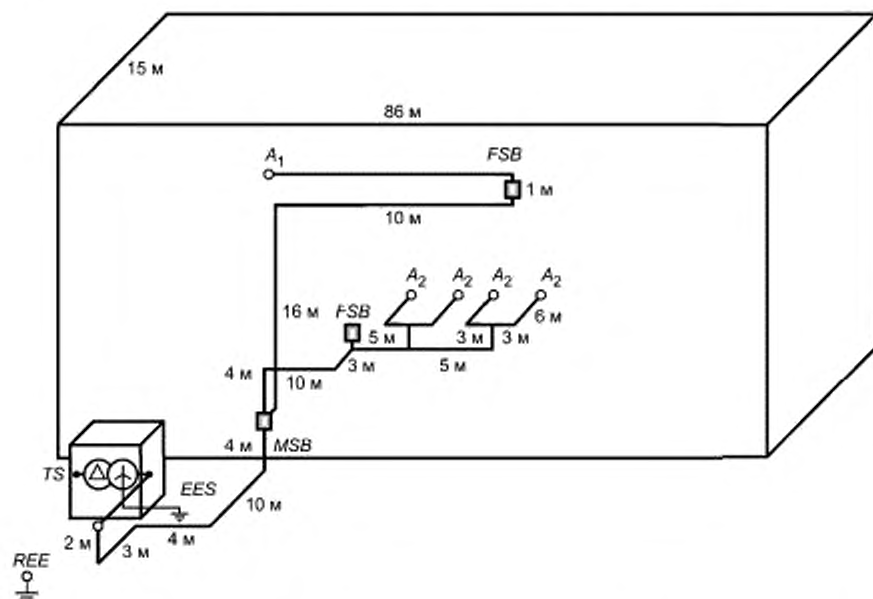 15 м
86 м
A₁
FSB
1 м
10 м
A₂ A₂ A₂ A₂
16 м
FSB
6 м
5 м
3 м
3 м
4 м
10 м
3 м
5 м
4 м
MSB
TS
EES
10 м
2 м
3 м
4 м
REE